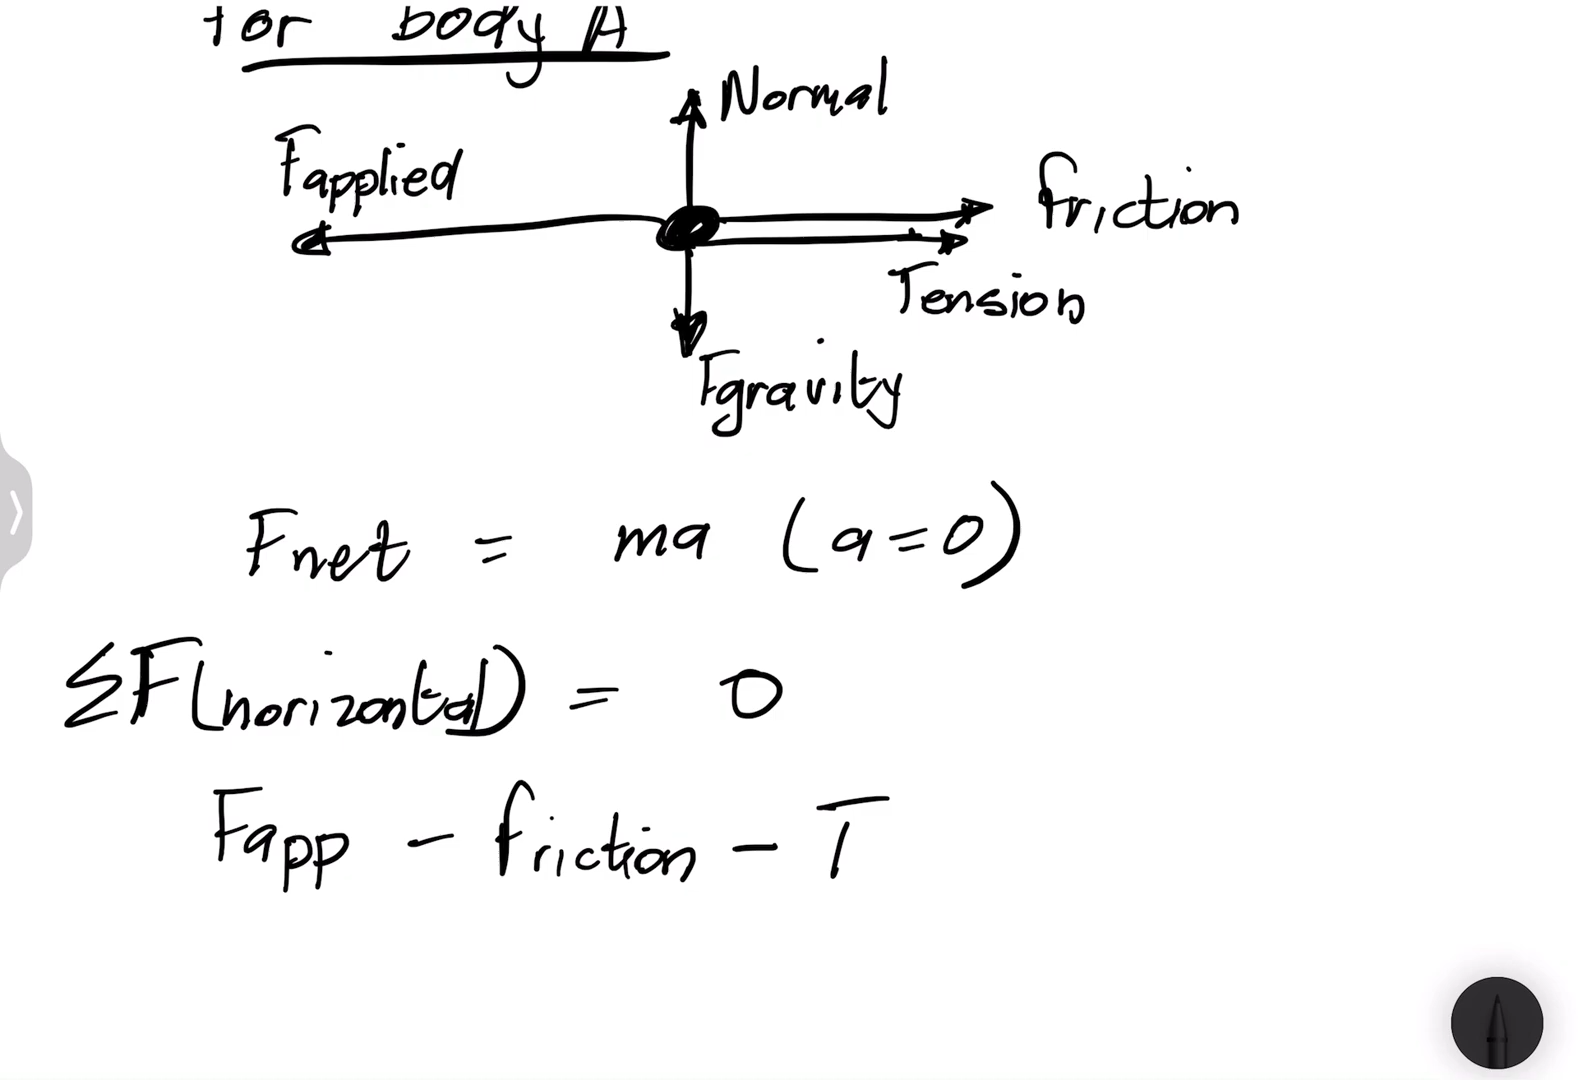 for body A
Normal
Fapplied
friction
Tension
Fgravity
Fnet = ma (a=0)
ΣF(horizontal) = 0
Fapp - friction - T